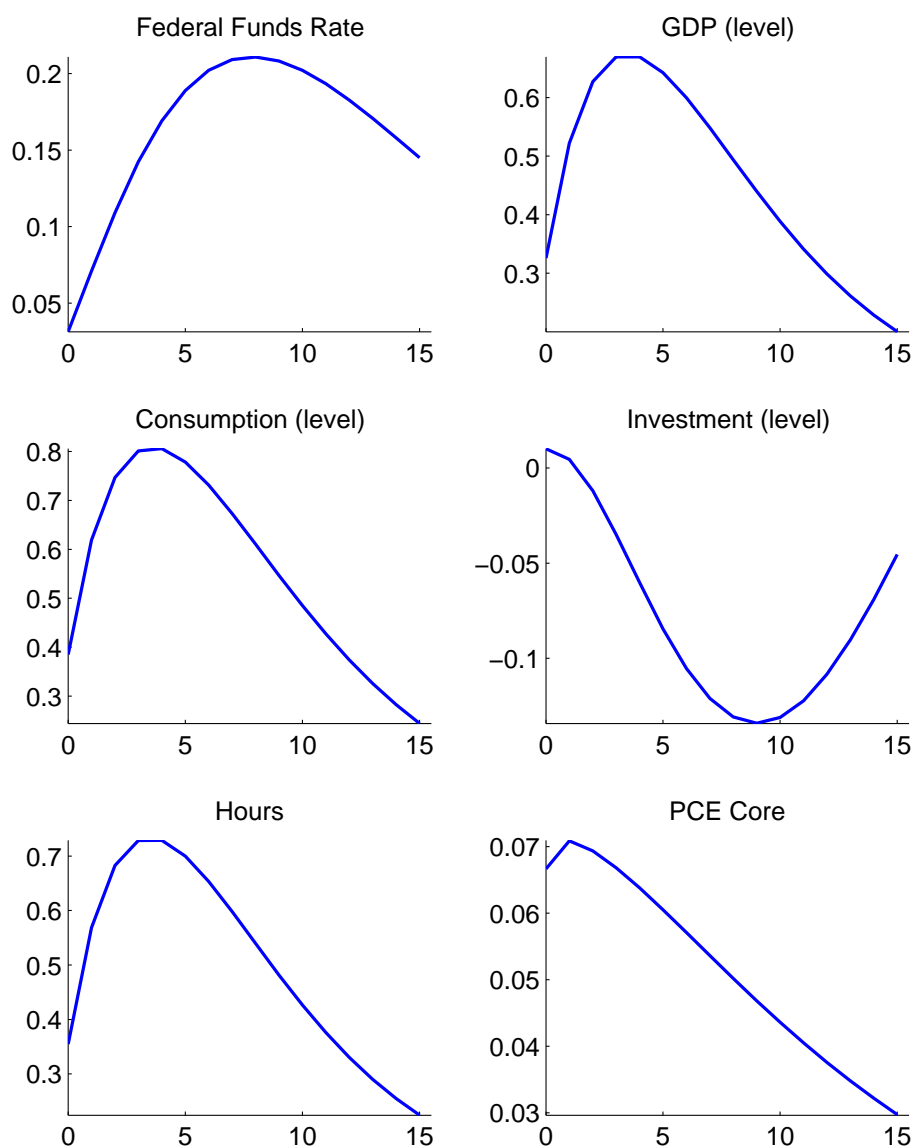 Federal Funds Rate
0.2
0.15
0.1
0.05
0 5 10 15
GDP (level)
0.6
0.5
0.4
0.3
0 5 10 15
Consumption (level)
0.8
0.7
0.6
0.5
0.4
0.3
0 5 10 15
Investment (level)
0
−0.05
−0.1
0 5 10 15
Hours
0.7
0.6
0.5
0.4
0.3
0 5 10 15
PCE Core
0.07
0.06
0.05
0.04
0.03
0 5 10 15